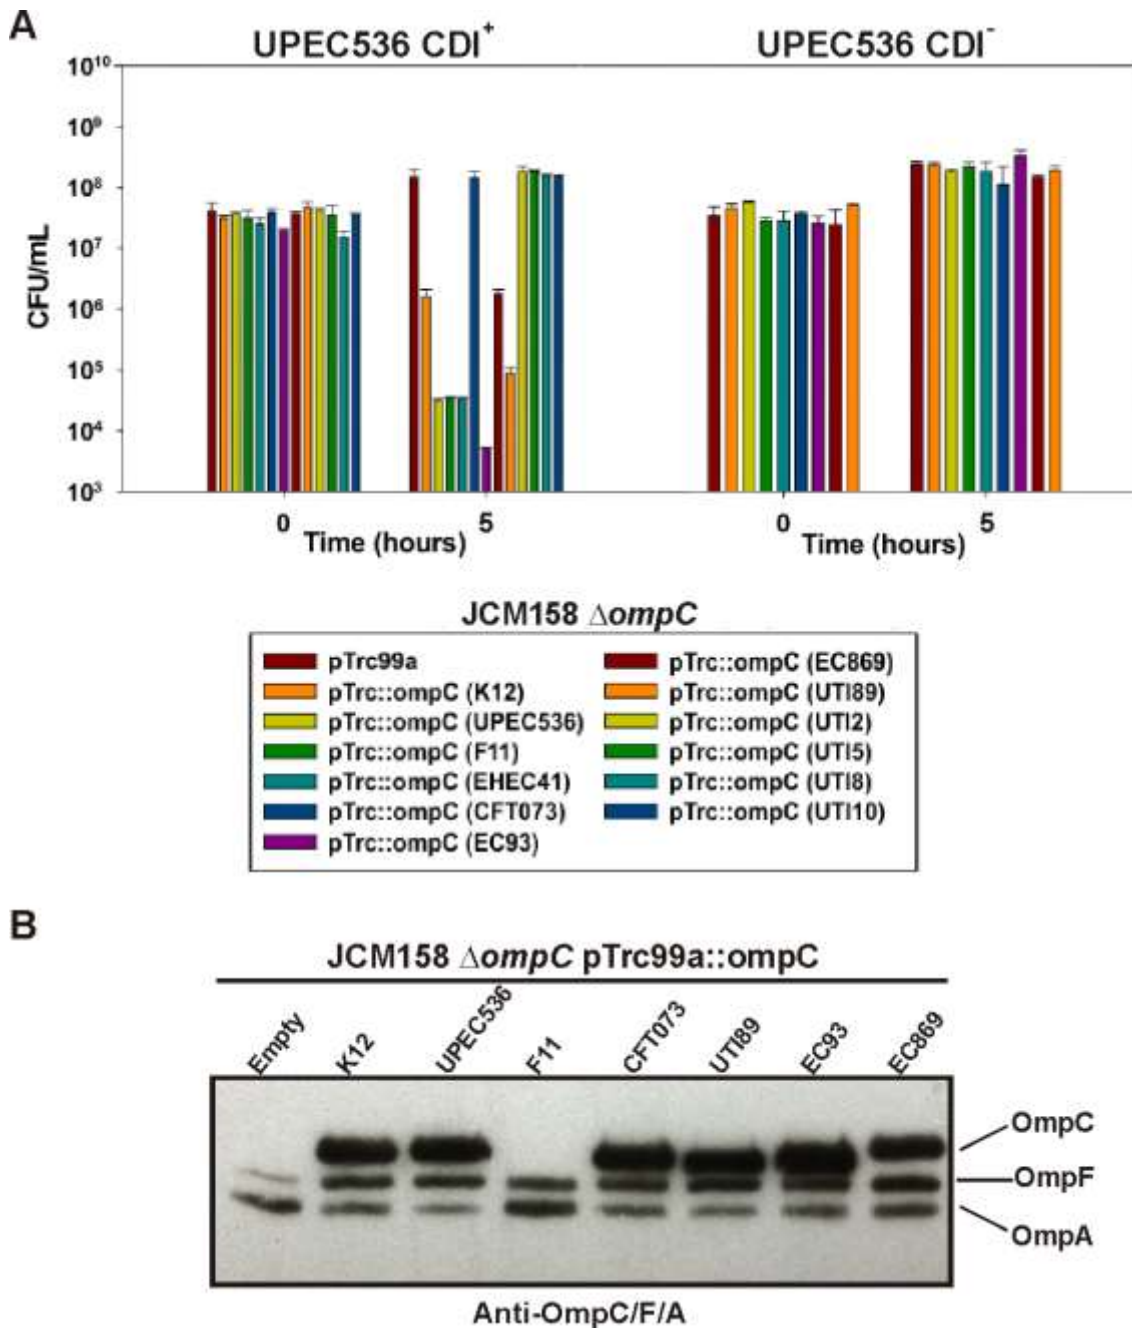 A
UPEC536 CDI⁺
UPEC536 CDI⁻
10¹⁰
10⁹
10⁸
10⁷
10⁶
10⁵
10⁴
10³
CFU/mL
0 5
Time (hours)
0 5
Time (hours)
JCM158 ΔompC
pTrc99a
pTrc::ompC (K12)
pTrc::ompC (UPEC536)
pTrc::ompC (F11)
pTrc::ompC (EHEC41)
pTrc::ompC (CFT073)
pTrc::ompC (EC93)
pTrc::ompC (EC869)
pTrc::ompC (UTI89)
pTrc::ompC (UTI2)
pTrc::ompC (UTI5)
pTrc::ompC (UTI8)
pTrc::ompC (UTI10)
B
JCM158 ΔompC pTrc99a::ompC
Empty
K12
UPEC536
F11
CFT073
UTI89
EC93
EC869
OmpC
OmpF
OmpA
Anti-OmpC/F/A